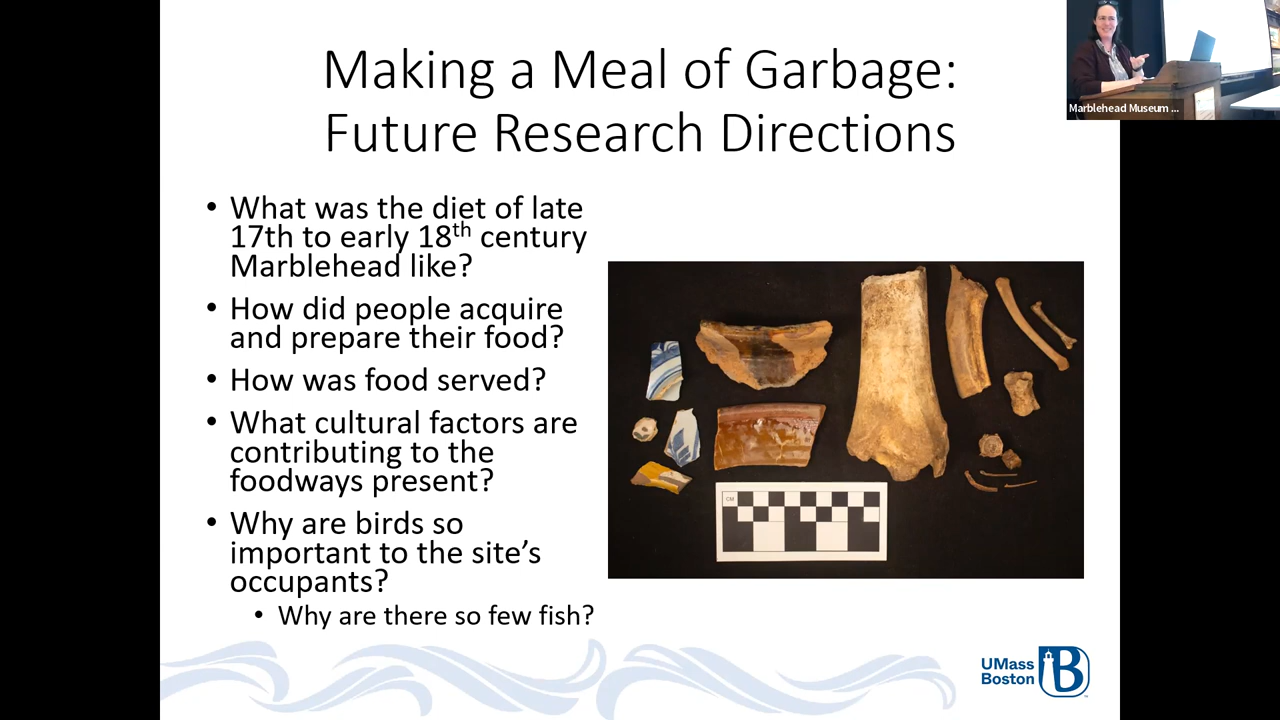 Making a Meal of Garbage:
Future Research Directions
Marblehead Museum ...
• What was the diet of late
17th to early 18th century
Marblehead like?
• How did people acquire
and prepare their food?
• How was food served?
• What cultural factors are
contributing to the
foodways present?
• Why are birds so
important to the site’s
occupants?
• Why are there so few fish?
CM
UMass
Boston
B